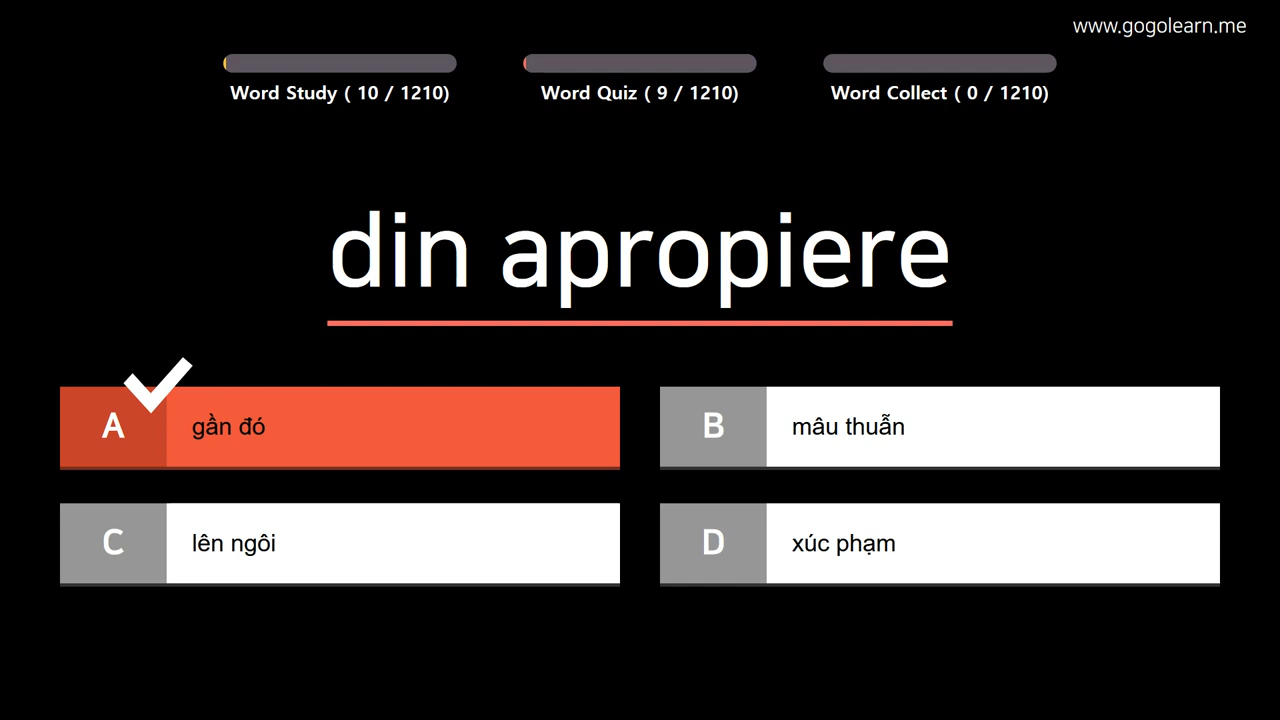 www.gogolearn.me
Word Study ( 10 / 1210)
Word Quiz ( 9 / 1210)
Word Collect ( 0 / 1210)
din apropiere
A gần đó
B mâu thuẫn
C lên ngôi
D xúc phạm